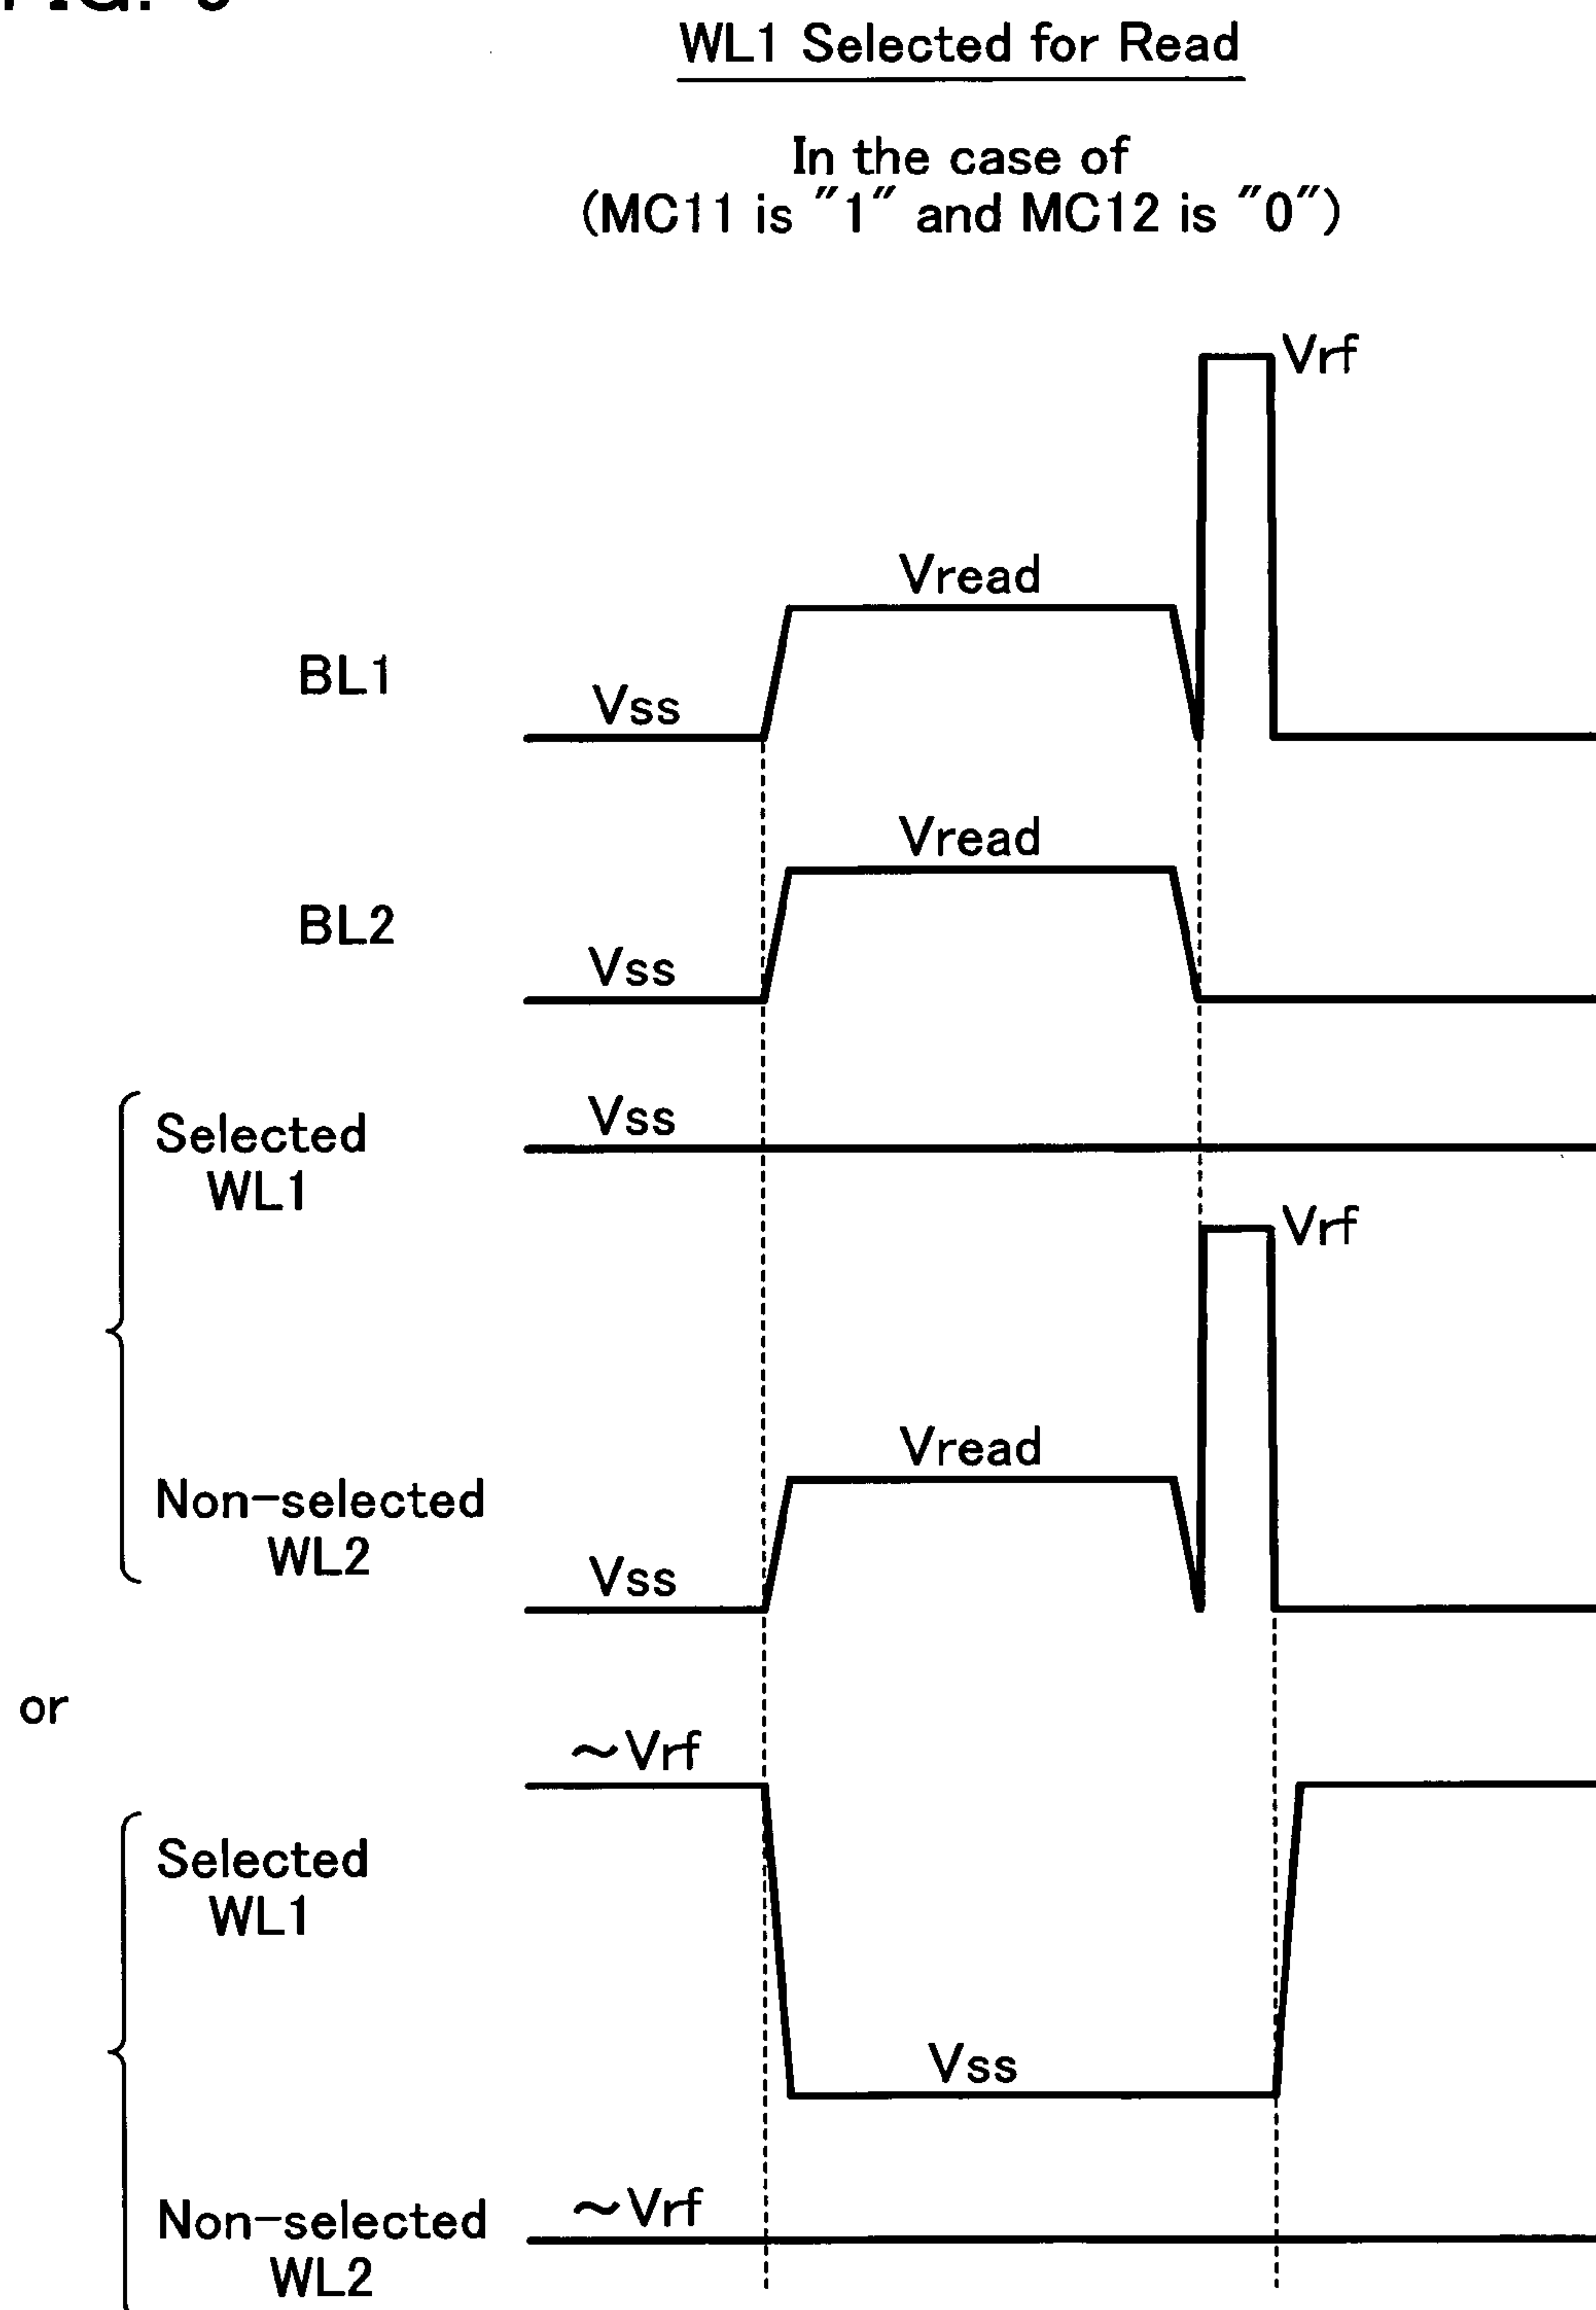 WL1 Selected for Read
In the case of
(MC11 is "1" and MC12 is "0")
Vrf
Vread
BL1
Vss
Vread
BL2
Vss
Vss
Selected
WL1
Vrf
Vread
Non-selected
WL2
Vss
or
~Vrf
Selected
WL1
Vss
~Vrf
Non-selected
WL2